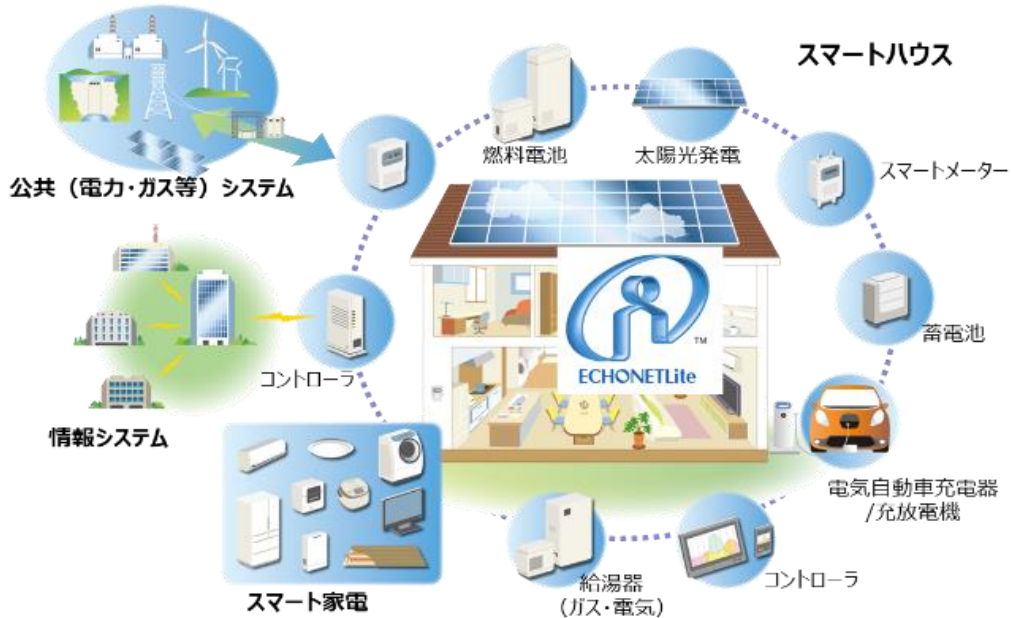 スマートハウス
燃料電池
太陽光発電
スマートメーター
公共（電力・ガス等）システム
蓄電池
TM
ECHONETLite
コントローラ
情報システム
電気自動車充電器
/充放電機
コントローラ
給湯器
(ガス・電気)
スマート家電